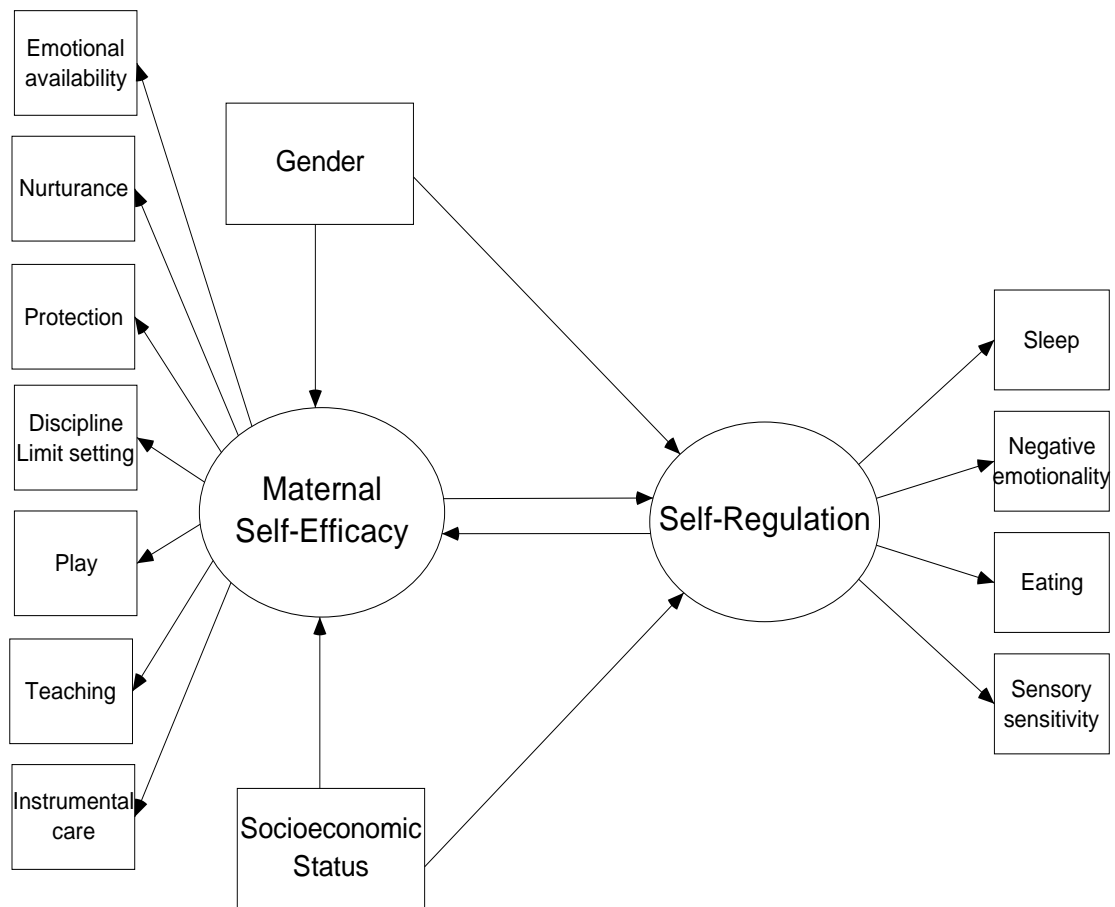 Emotional
availability
Nurturance
Protection
Discipline
Limit setting
Play
Teaching
Instrumental
care
Gender
Maternal
Self-Efficacy
Socioeconomic
Status
Self-Regulation
Sleep
Negative
emotionality
Eating
Sensory
sensitivity